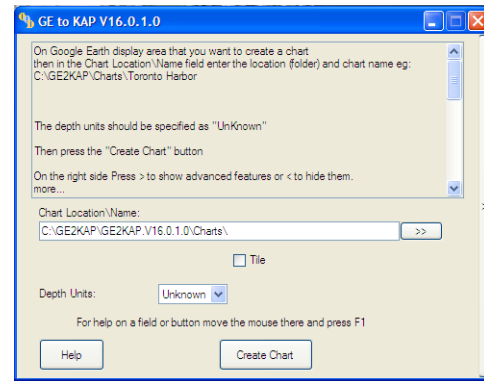 GE to KAP V16.0.1.0
On Google Earth display area that you want to create a chart
then in the Chart Location\Name field enter the location (folder) and chart name eg:
C:\GE2KAP\Charts\Toronto Harbor
The depth units should be specified as "UnKnown"
Then press the "Create Chart" button
On the right side Press > to show advanced features or < to hide them.
more...
Chart Location\Name:
C:\GE2KAP\GE2KAP.V16.0.1.0\Charts\
>>
>
Tile
Depth Units:
Unknown
For help on a field or button move the mouse there and press F1
Help
Create Chart